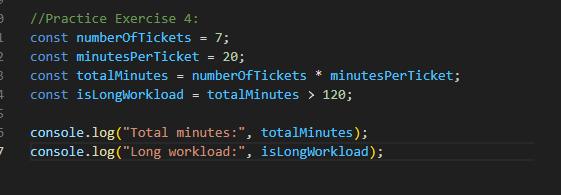 //Practice Exercise 4:
const numberOfTickets = 7;
const minutesPerTicket = 20;
const totalMinutes = numberOfTickets * minutesPerTicket;
const isLongWorkload = totalMinutes > 120;
console.log("Total minutes:", totalMinutes);
console.log("Long workload:", isLongWorkload);